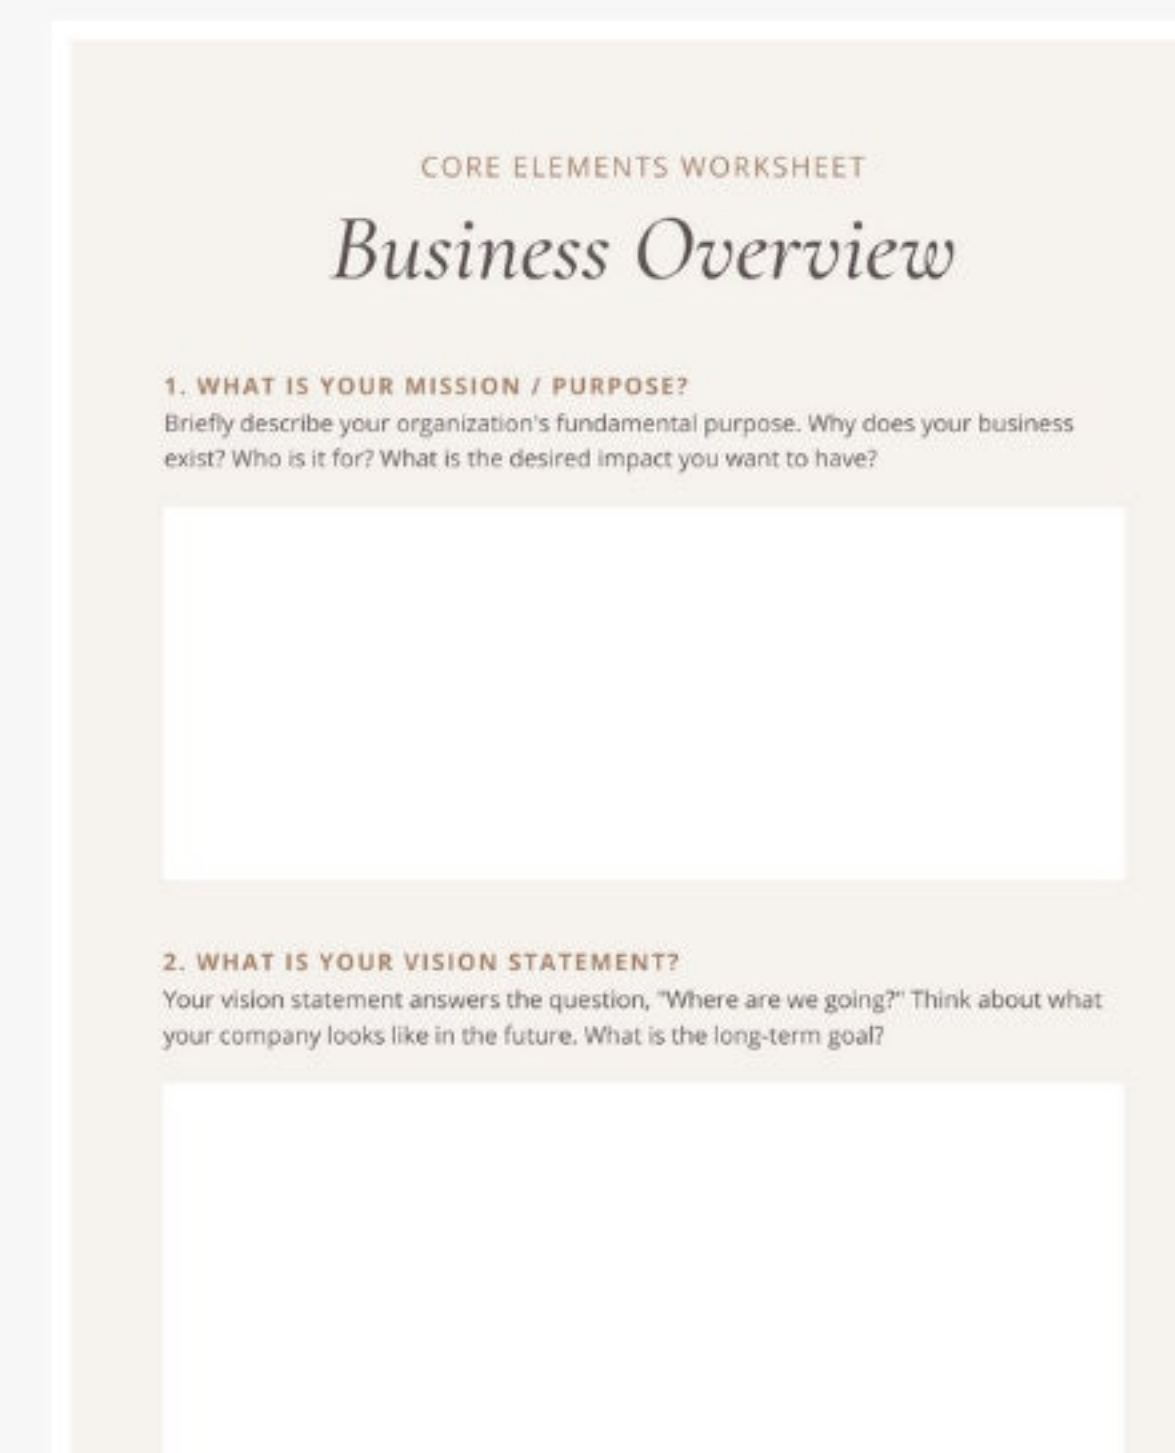 CORE ELEMENTS WORKSHEET
Business Overview
1. WHAT IS YOUR MISSION / PURPOSE?
Briefly describe your organization's fundamental purpose. Why does your business
exist? Who is it for? What is the desired impact you want to have?
2. WHAT IS YOUR VISION STATEMENT?
Your vision statement answers the question, "Where are we going?" Think about what
your company looks like in the future. What is the long-term goal?